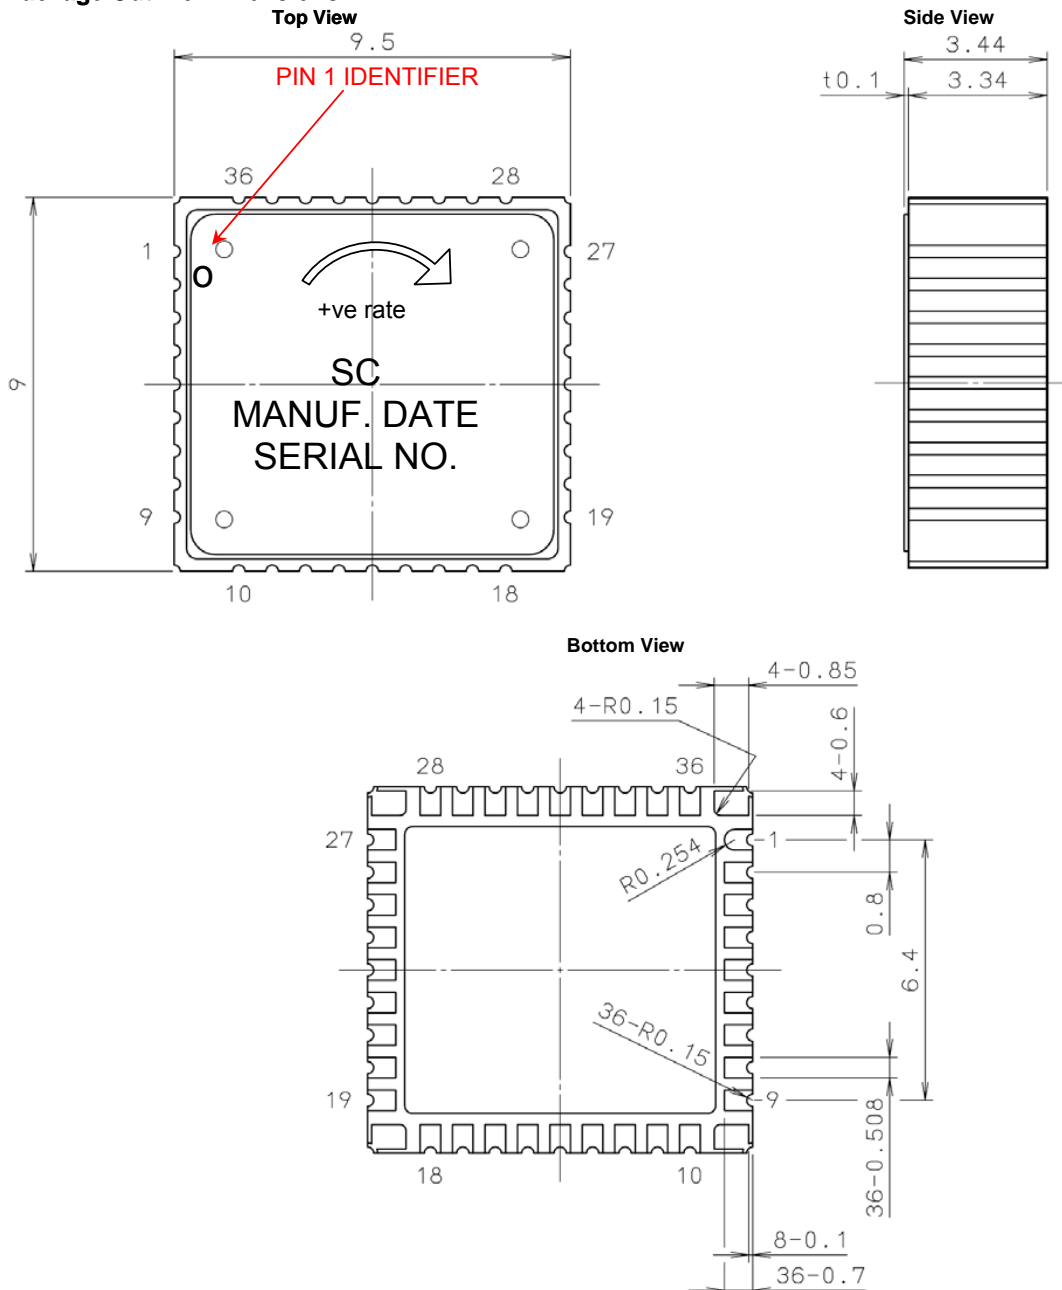 Top View
Side View
9.5
3.44
PIN 1 IDENTIFIER
t0.1
3.34
36
28
1
27
O
+ve rate
9
SC
MANUF. DATE
SERIAL NO.
9
19
10
18
Bottom View
4-0.85
4-R0.15
4-0.6
28
36
27
1
R0.254
0.8
6.4
36-R0.15
19
9
36-0.508
18
10
8-0.1
36-0.7